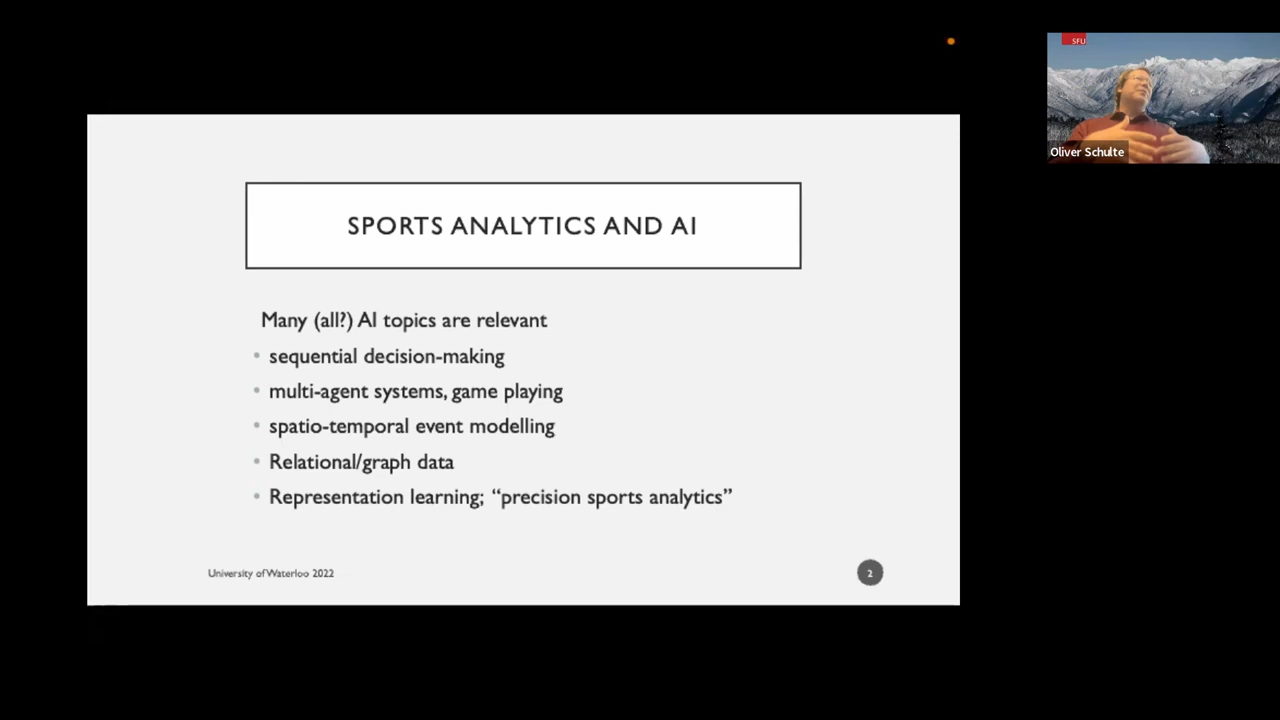 SFU
Oliver Schulte
SPORTS ANALYTICS AND AI
Many (all?) AI topics are relevant
• sequential decision-making
• multi-agent systems, game playing
• spatio-temporal event modelling
• Relational/graph data
• Representation learning; “precision sports analytics”
University of Waterloo 2022
2